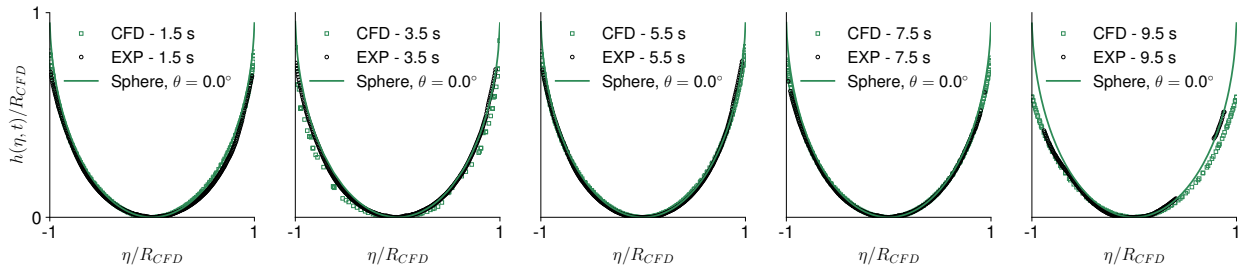 1
h(η, t)/R_CFD
0
CFD - 1.5 s
EXP - 1.5 s
Sphere, θ = 0.0°
-1
1
η/R_CFD
CFD - 3.5 s
EXP - 3.5 s
Sphere, θ = 0.0°
-1
1
η/R_CFD
CFD - 5.5 s
EXP - 5.5 s
Sphere, θ = 0.0°
-1
1
η/R_CFD
CFD - 7.5 s
EXP - 7.5 s
Sphere, θ = 0.0°
-1
1
η/R_CFD
CFD - 9.5 s
EXP - 9.5 s
Sphere, θ = 0.0°
-1
1
η/R_CFD